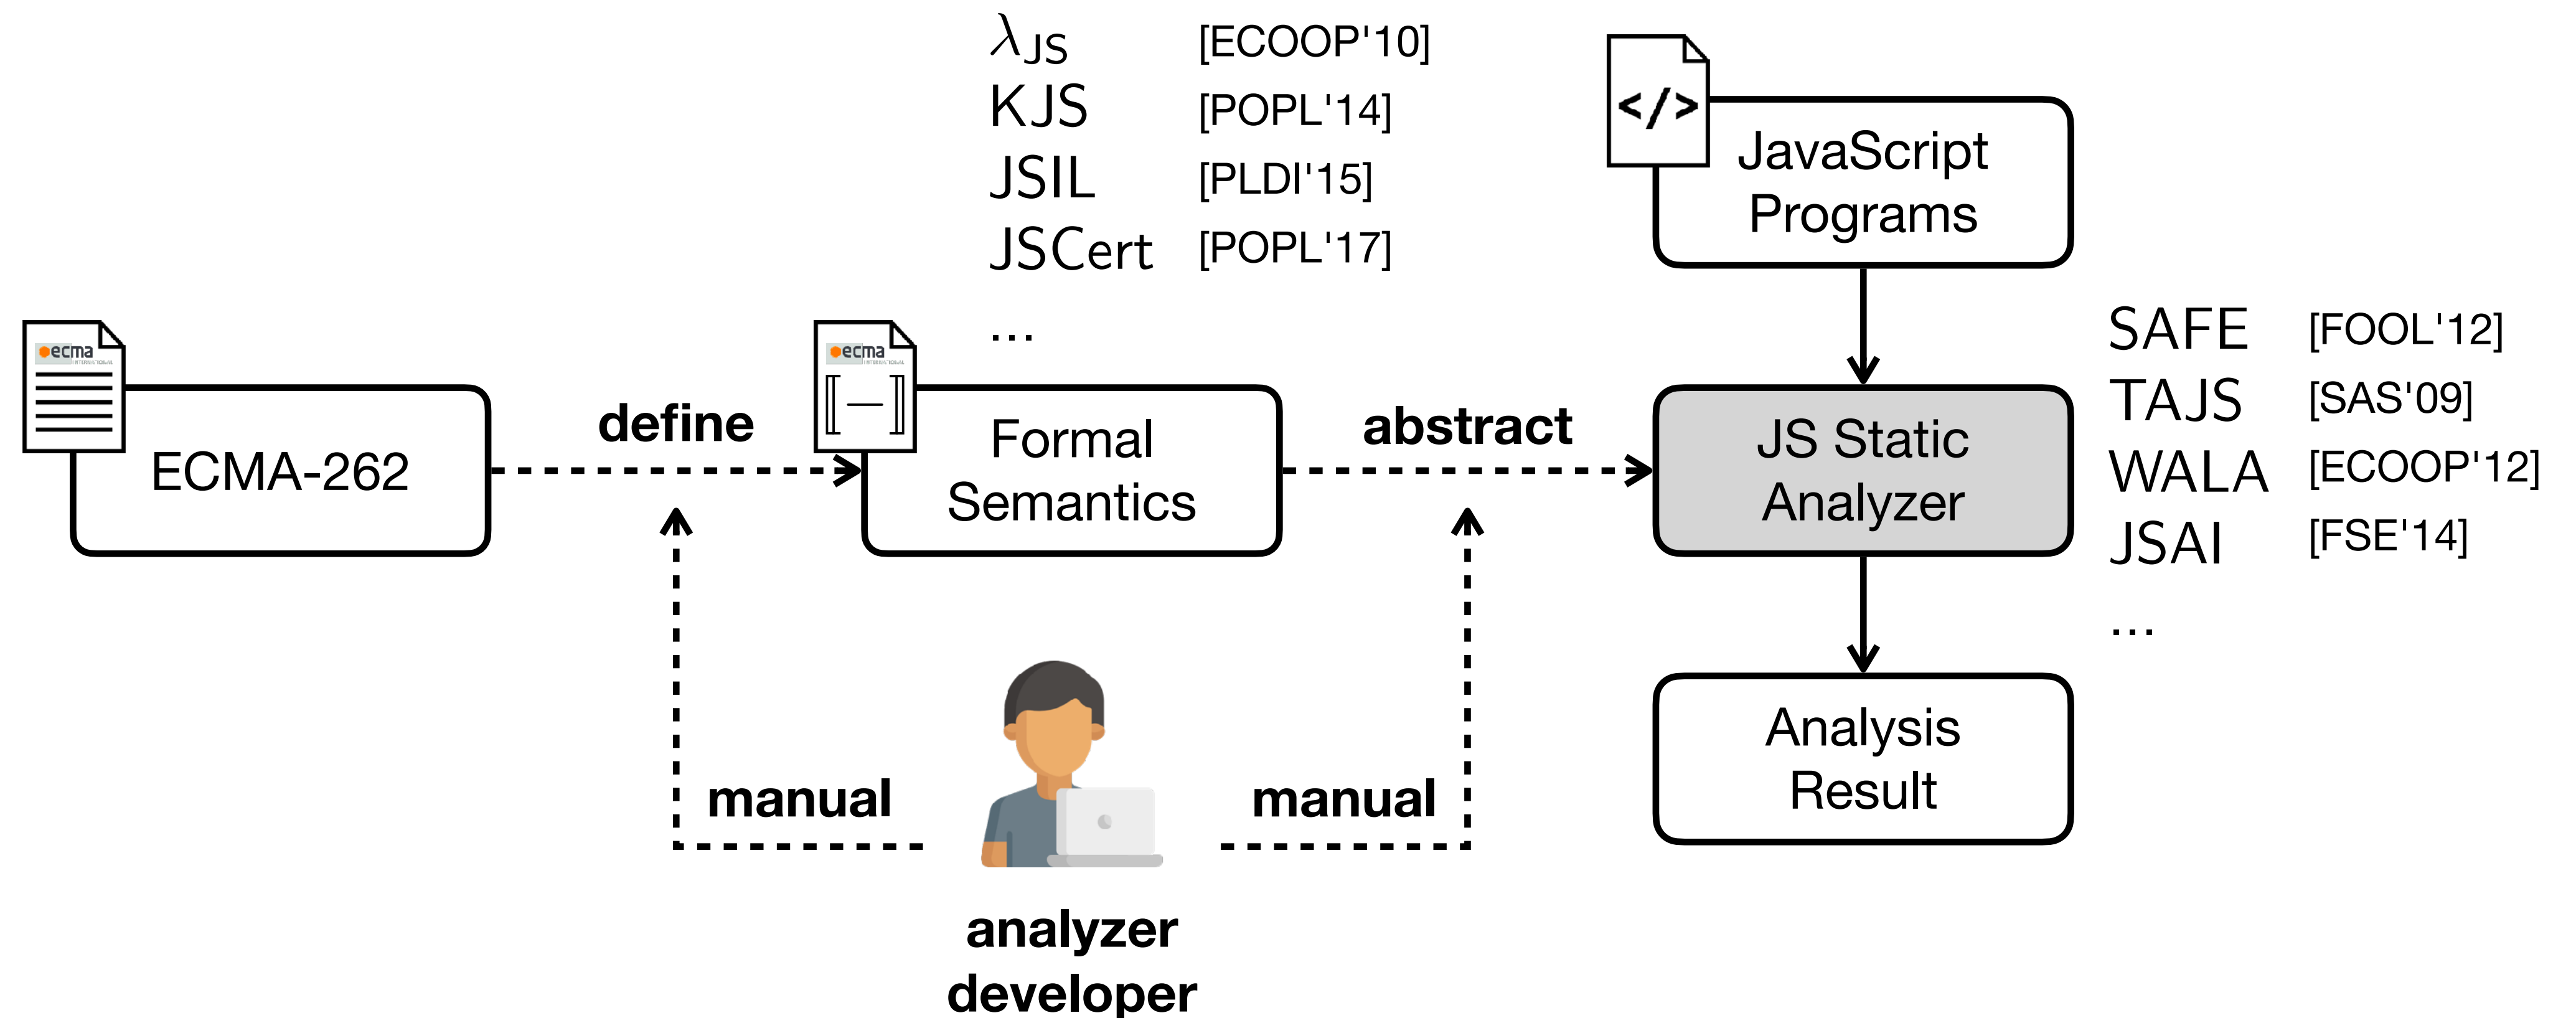 λJS [ECOOP'10]
KJS [POPL'14]
JSIL [PLDI'15]
JSCert [POPL'17]
...
</>
JavaScript
Programs
ecma
ECMA-262
define
ecma
⟦—⟧
Formal
Semantics
abstract
JS Static
Analyzer
SAFE [FOOL'12]
TAJS [SAS'09]
WALA [ECOOP'12]
JSAI [FSE'14]
...
manual
manual
analyzer
developer
Analysis
Result